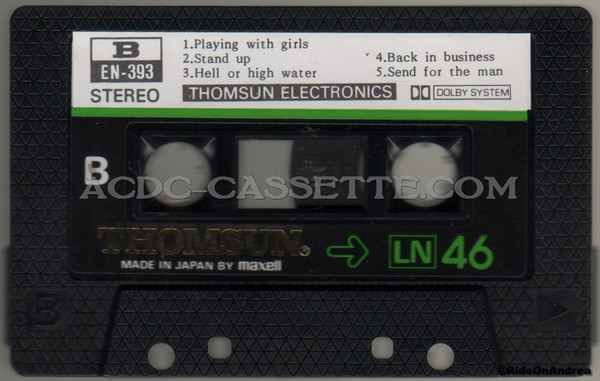 B
EN-393
STEREO
1.Playing with girls
2.Stand up
3.Hell or high water
4.Back in business
5.Send for the man
THOMSUN ELECTRONICS
DOLBY SYSTEM
B
ACDC-CASSETTE.COM
THOMSUN
MADE IN JAPAN BY maxell
LN 46
B
@RideOnAndrea